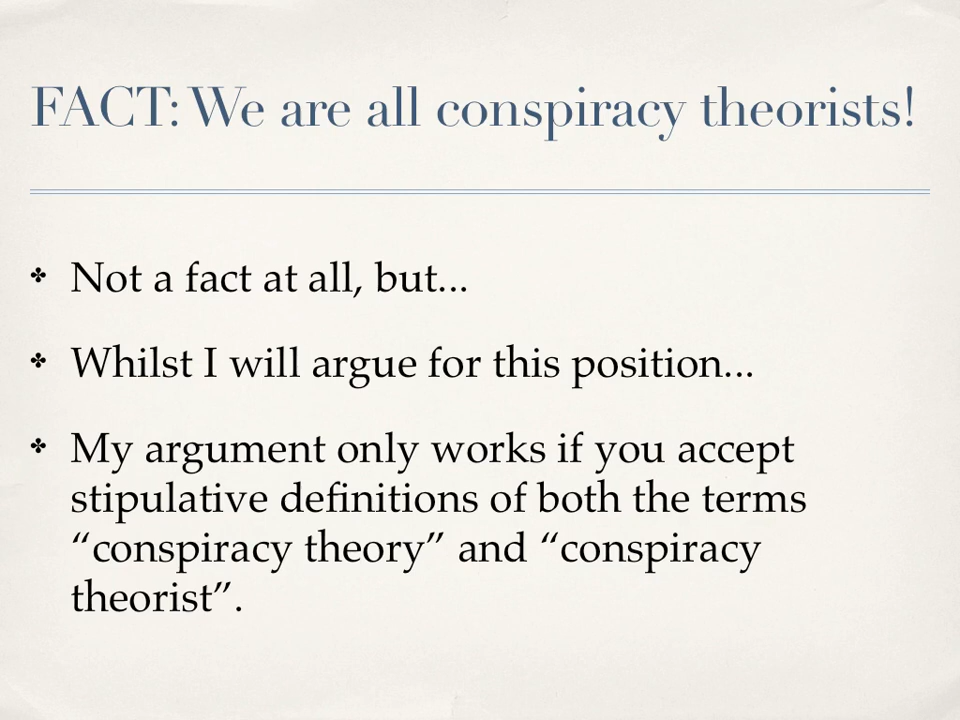 FACT: We are all conspiracy theorists!
✤ Not a fact at all, but...
✤ Whilst I will argue for this position...
✤ My argument only works if you accept
stipulative definitions of both the terms
“conspiracy theory” and “conspiracy
theorist”.